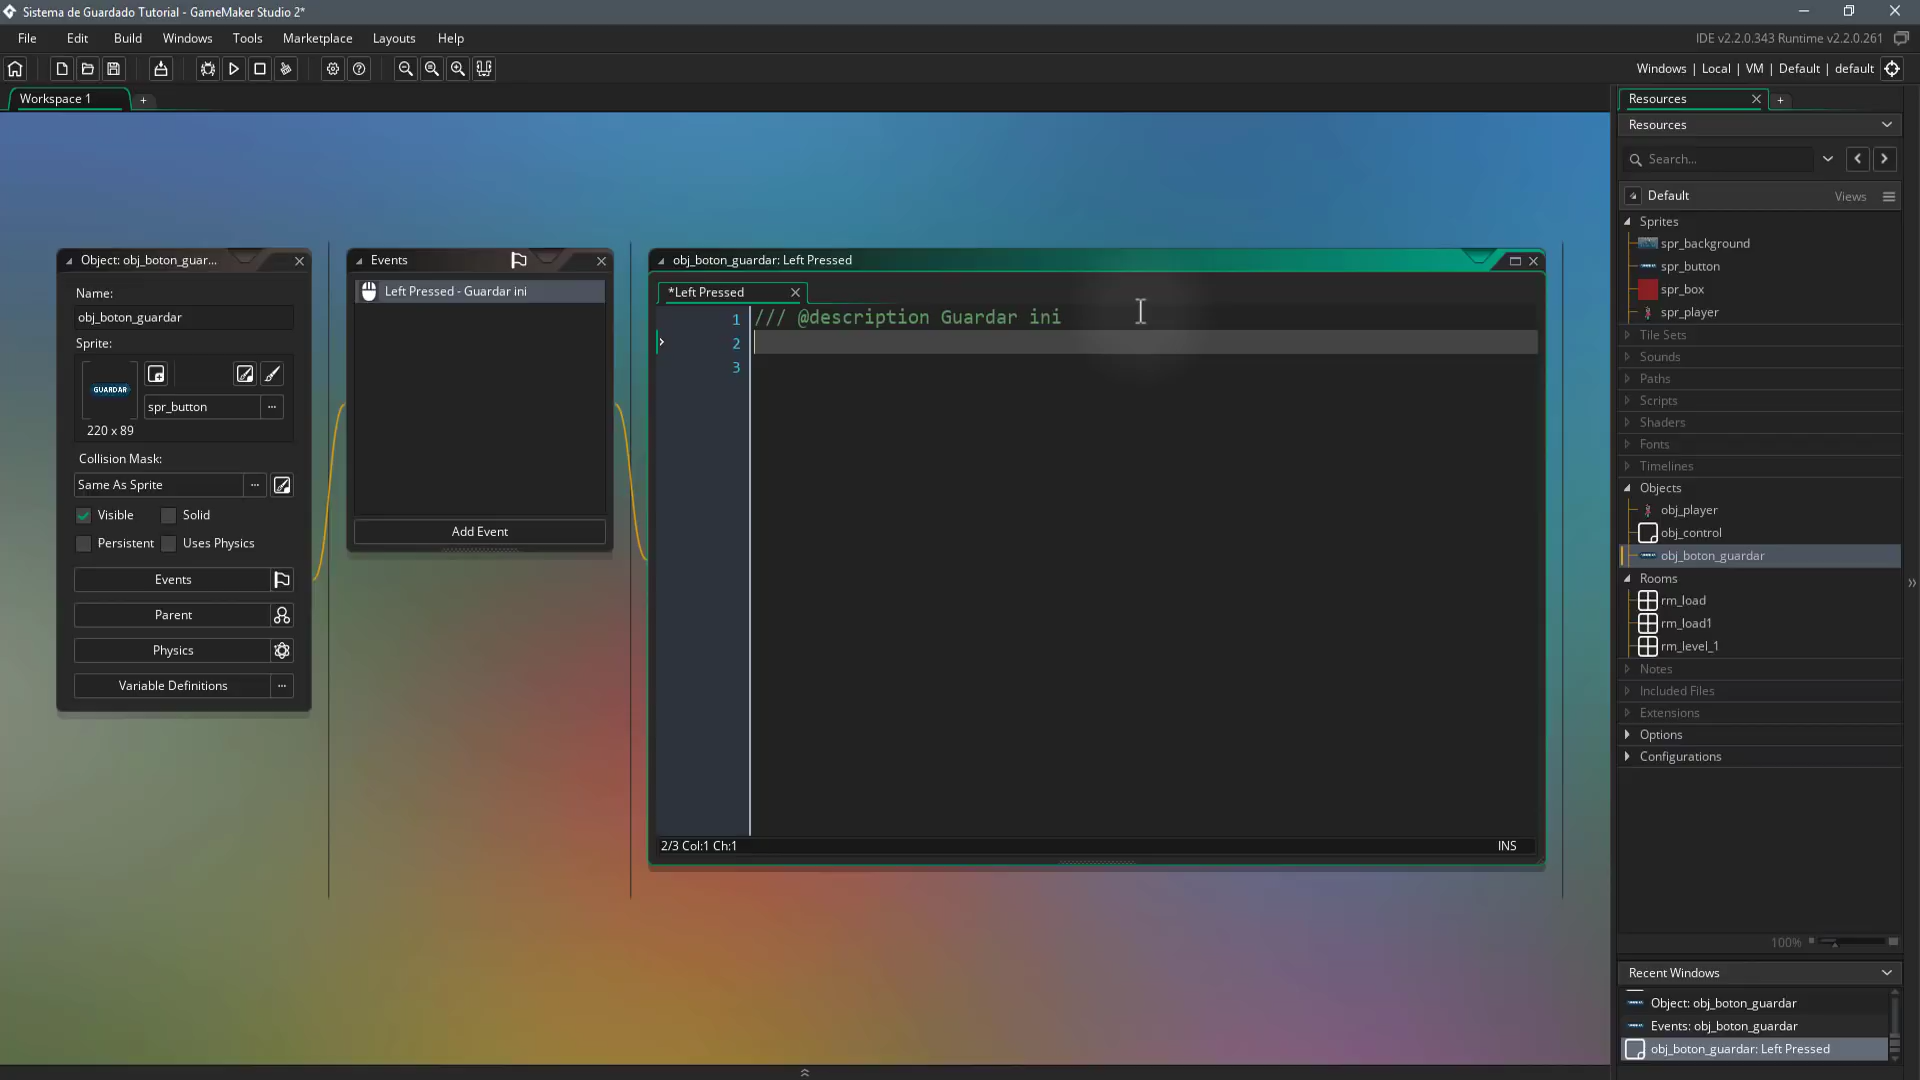 Sistema de Guardado Tutorial - GameMaker Studio 2*
File Edit Build Windows Tools Marketplace Layouts Help
IDE v2.2.0.343 Runtime v2.2.0.261
Windows | Local | VM | Default | default
Workspace 1 +
Object: obj_boton_guar...
Name:
obj_boton_guardar
Sprite:
GUARDAR
spr_button
220 x 89
Collision Mask:
Same As Sprite
Visible Solid
Persistent Uses Physics
Events
Parent
Physics
Variable Definitions
Events
Left Pressed - Guardar ini
Add Event
obj_boton_guardar: Left Pressed
*Left Pressed
1 /// @description Guardar ini
2
3
2/3 Col:1 Ch:1 INS
Resources +
Resources
Search...
Default Views
Sprites
spr_background
spr_button
spr_box
spr_player
Tile Sets
Sounds
Paths
Scripts
Shaders
Fonts
Timelines
Objects
obj_player
obj_control
obj_boton_guardar
Rooms
rm_load
rm_load1
rm_level_1
Notes
Included Files
Extensions
Options
Configurations
100%
Recent Windows
Object: obj_boton_guardar
Events: obj_boton_guardar
obj_boton_guardar: Left Pressed